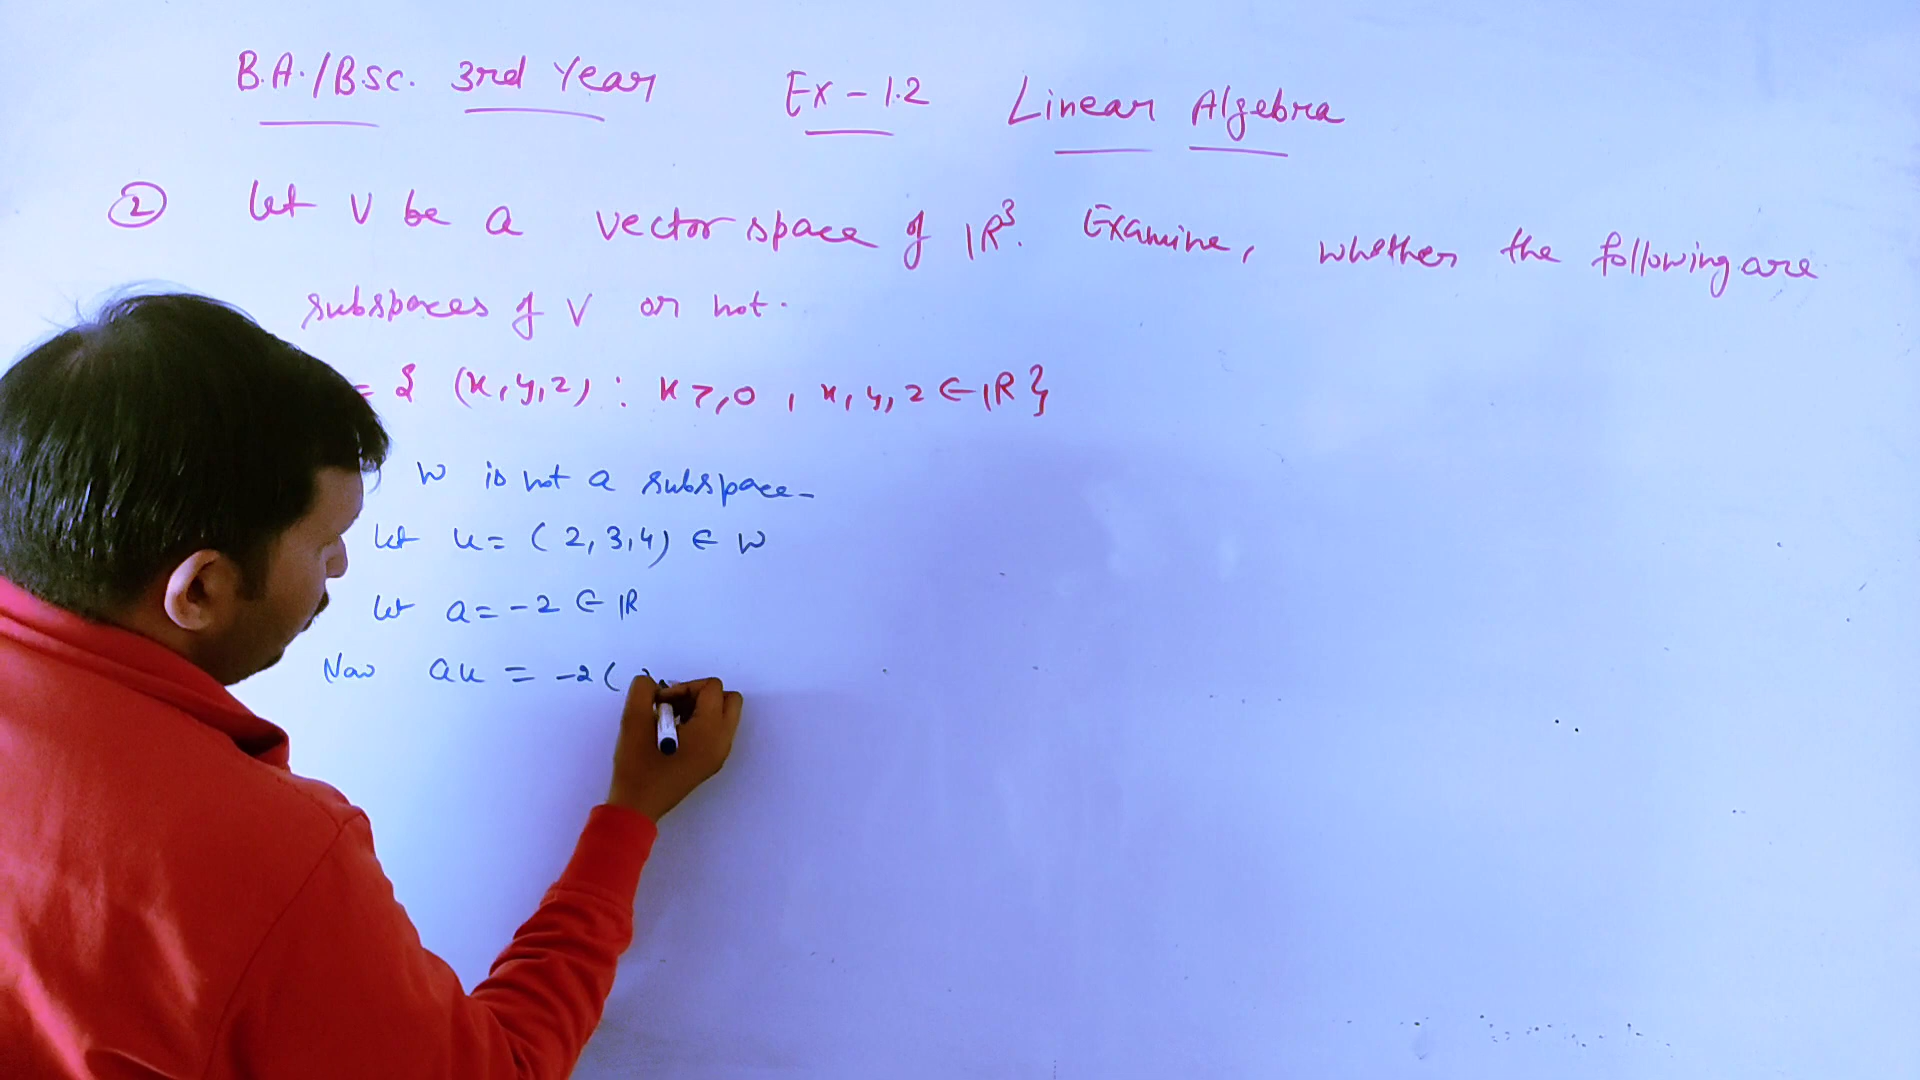 B.A./B.Sc. 3rd Year Ex - 1.2 Linear Algebra
② Let V be a vector space of ℝ³. Examine, whether the following are
subspaces of V or not.
= { (x, y, z) : x ≥ 0, x, y, z ∈ ℝ }
W is not a subspace-
Let u = (2, 3, 4) ∈ W
Let a = -2 ∈ ℝ
Now au = -2 (